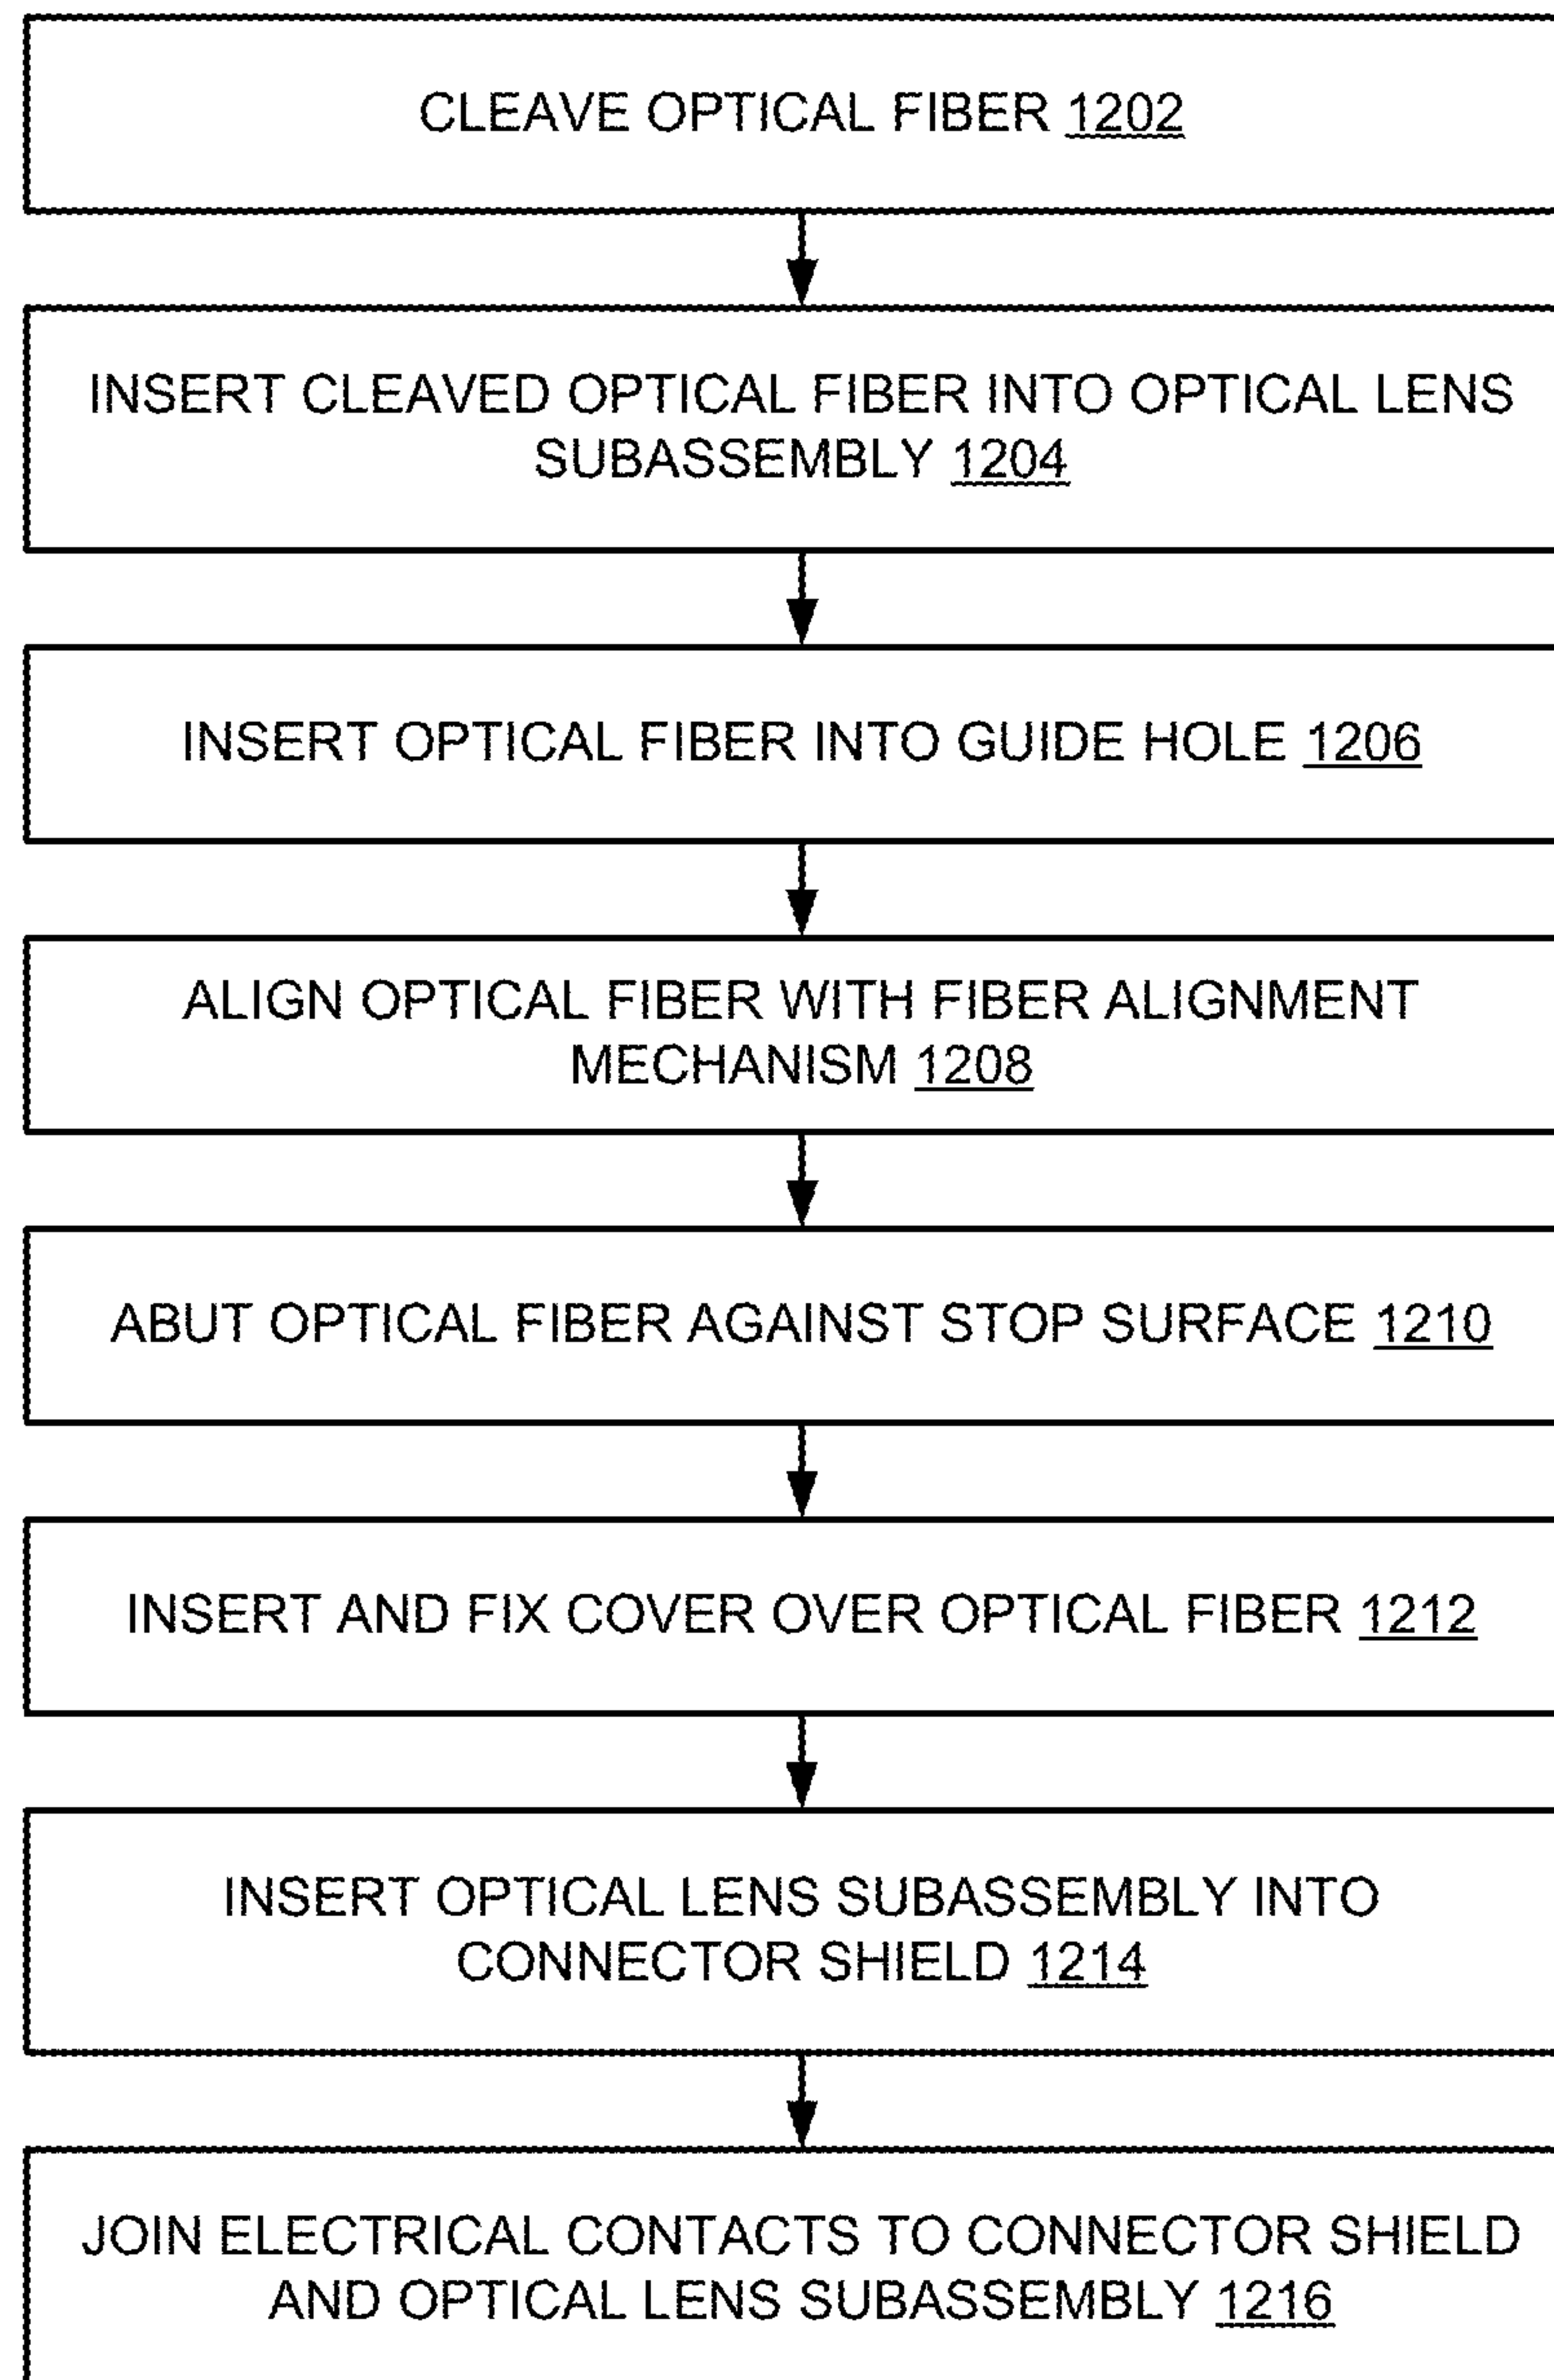 CLEAVE OPTICAL FIBER 1202
INSERT CLEAVED OPTICAL FIBER INTO OPTICAL LENS
SUBASSEMBLY 1204
INSERT OPTICAL FIBER INTO GUIDE HOLE 1206
ALIGN OPTICAL FIBER WITH FIBER ALIGNMENT
MECHANISM 1208
ABUT OPTICAL FIBER AGAINST STOP SURFACE 1210
INSERT AND FIX COVER OVER OPTICAL FIBER 1212
INSERT OPTICAL LENS SUBASSEMBLY INTO
CONNECTOR SHIELD 1214
JOIN ELECTRICAL CONTACTS TO CONNECTOR SHIELD
AND OPTICAL LENS SUBASSEMBLY 1216